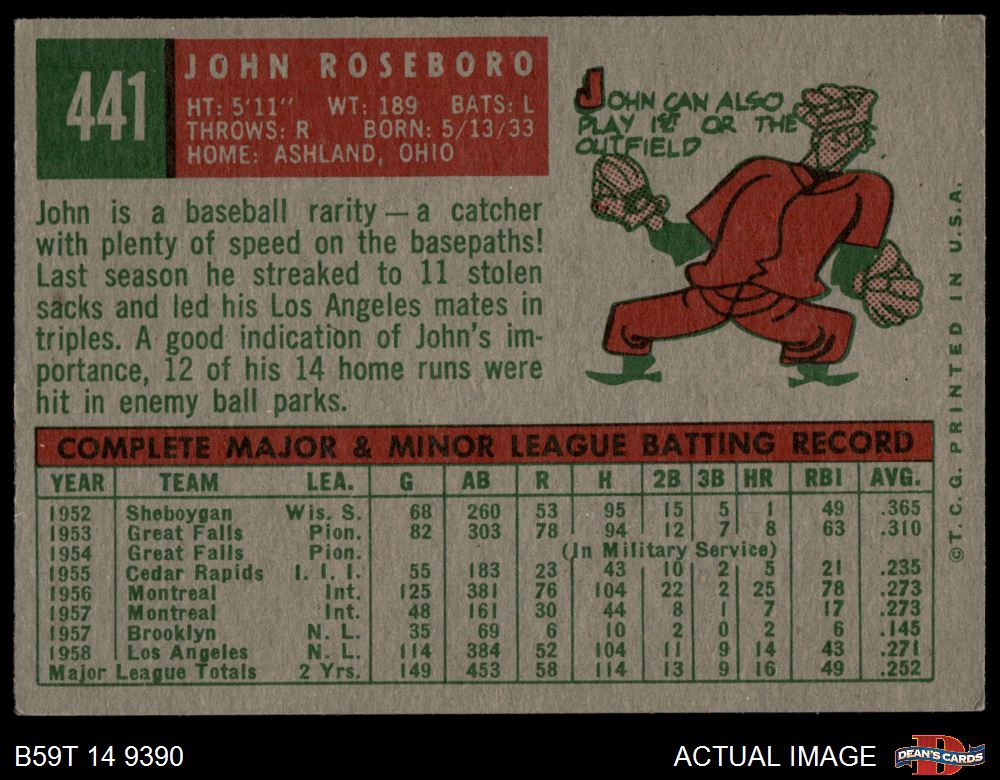 441
JOHN ROSEBORO
HT: 5'11" WT: 189 BATS: L
THROWS: R BORN: 5/13/33
HOME: ASHLAND, OHIO
JOHN CAN ALSO
PLAY 1ST OR THE
OUTFIELD
John is a baseball rarity — a catcher
with plenty of speed on the basepaths!
Last season he streaked to 11 stolen
sacks and led his Los Angeles mates in
triples. A good indication of John's im-
portance, 12 of his 14 home runs were
hit in enemy ball parks.
COMPLETE MAJOR & MINOR LEAGUE BATTING RECORD
YEAR TEAM LEA. G AB R H 2B 3B HR RBI AVG.
1952 Sheboygan Wis. S. 68 260 53 95 15 5 1 49 .365
1953 Great Falls Pion. 82 303 78 94 12 7 8 63 .310
1954 Great Falls Pion. (In Military Service)
1955 Cedar Rapids I. I. I. 55 183 23 43 10 2 5 21 .235
1956 Montreal Int. 125 381 76 104 22 2 25 78 .273
1957 Montreal Int. 48 161 30 44 8 1 7 17 .273
1957 Brooklyn N. L. 35 69 6 10 2 0 2 6 .145
1958 Los Angeles N. L. 114 384 52 104 11 9 14 43 .271
Major League Totals 2 Yrs. 149 453 58 114 13 9 16 49 .252
© T. C. G. PRINTED IN U.S.A.
B59T 14 9390
ACTUAL IMAGE
DEAN'S CARDS